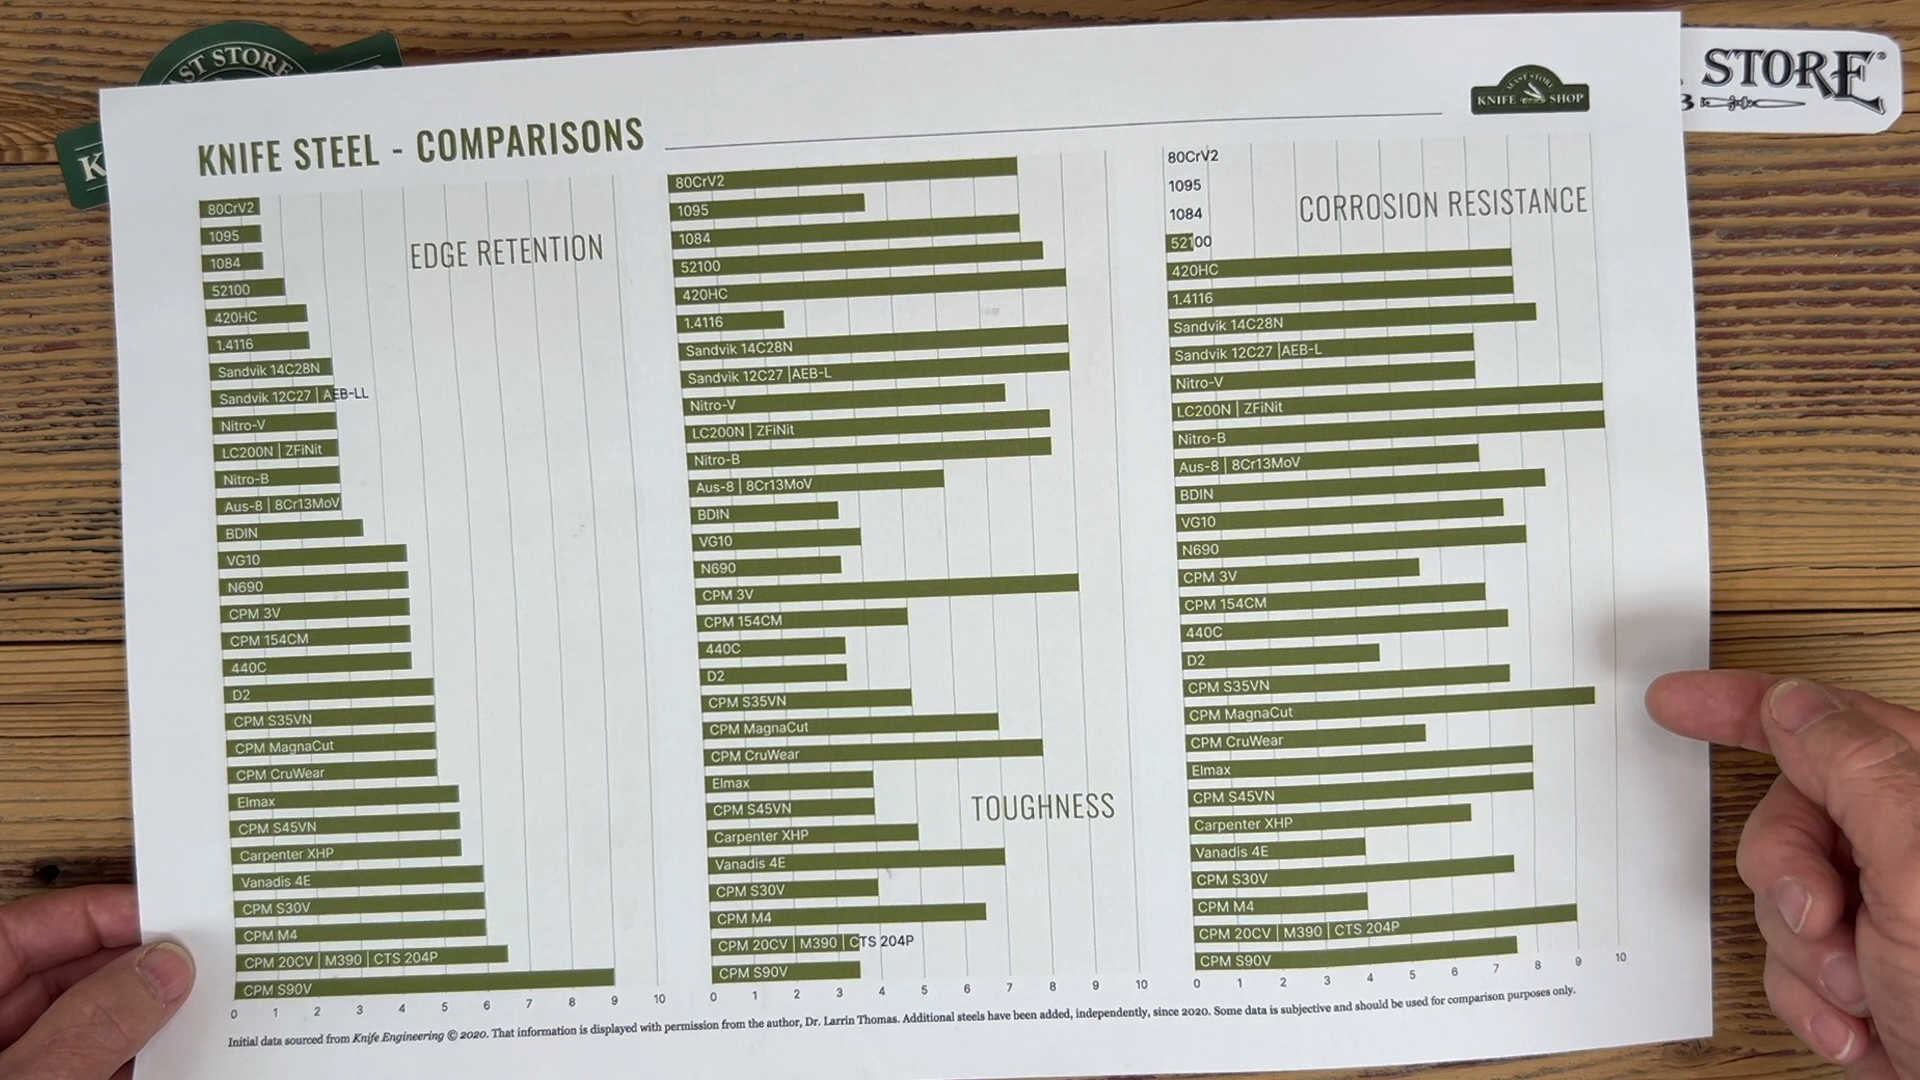 AST STORE
K
STORE®
KNIFE SHOP
MAST STORE
KNIFE STEEL - COMPARISONS
EDGE RETENTION
80CrV2
1095
1084
52100
420HC
1.4116
Sandvik 14C28N
Sandvik 12C27 | AEB-LL
Nitro-V
LC200N | ZFiNit
Nitro-B
Aus-8 | 8Cr13MoV
BDIN
VG10
N690
CPM 3V
CPM 154CM
440C
D2
CPM S35VN
CPM MagnaCut
CPM CruWear
Elmax
CPM S45VN
Carpenter XHP
Vanadis 4E
CPM S30V
CPM M4
CPM 20CV | M390 | CTS 204P
CPM S90V
0 1 2 3 4 5 6 7 8 9 10
80CrV2
1095
1084
52100
420HC
1.4116
Sandvik 14C28N
Sandvik 12C27 |AEB-L
Nitro-V
LC200N | ZFiNit
Nitro-B
Aus-8 | 8Cr13MoV
BDIN
VG10
N690
CPM 3V
CPM 154CM
440C
D2
CPM S35VN
CPM MagnaCut
CPM CruWear
Elmax
CPM S45VN
TOUGHNESS
Carpenter XHP
Vanadis 4E
CPM S30V
CPM M4
CPM 20CV | M390 | CTS 204P
CPM S90V
0 1 2 3 4 5 6 7 8 9 10
80CrV2
1095
CORROSION RESISTANCE
1084
52100
420HC
1.4116
Sandvik 14C28N
Sandvik 12C27 |AEB-L
Nitro-V
LC200N | ZFiNit
Nitro-B
Aus-8 | 8Cr13MoV
BDIN
VG10
N690
CPM 3V
CPM 154CM
440C
D2
CPM S35VN
CPM MagnaCut
CPM CruWear
Elmax
CPM S45VN
Carpenter XHP
Vanadis 4E
CPM S30V
CPM M4
CPM 20CV | M390 | CTS 204P
CPM S90V
0 1 2 3 4 5 6 7 8 9 10
Initial data sourced from Knife Engineering © 2020. That information is displayed with permission from the author, Dr. Larrin Thomas. Additional steels have been added, independently, since 2020. Some data is subjective and should be used for comparison purposes only.